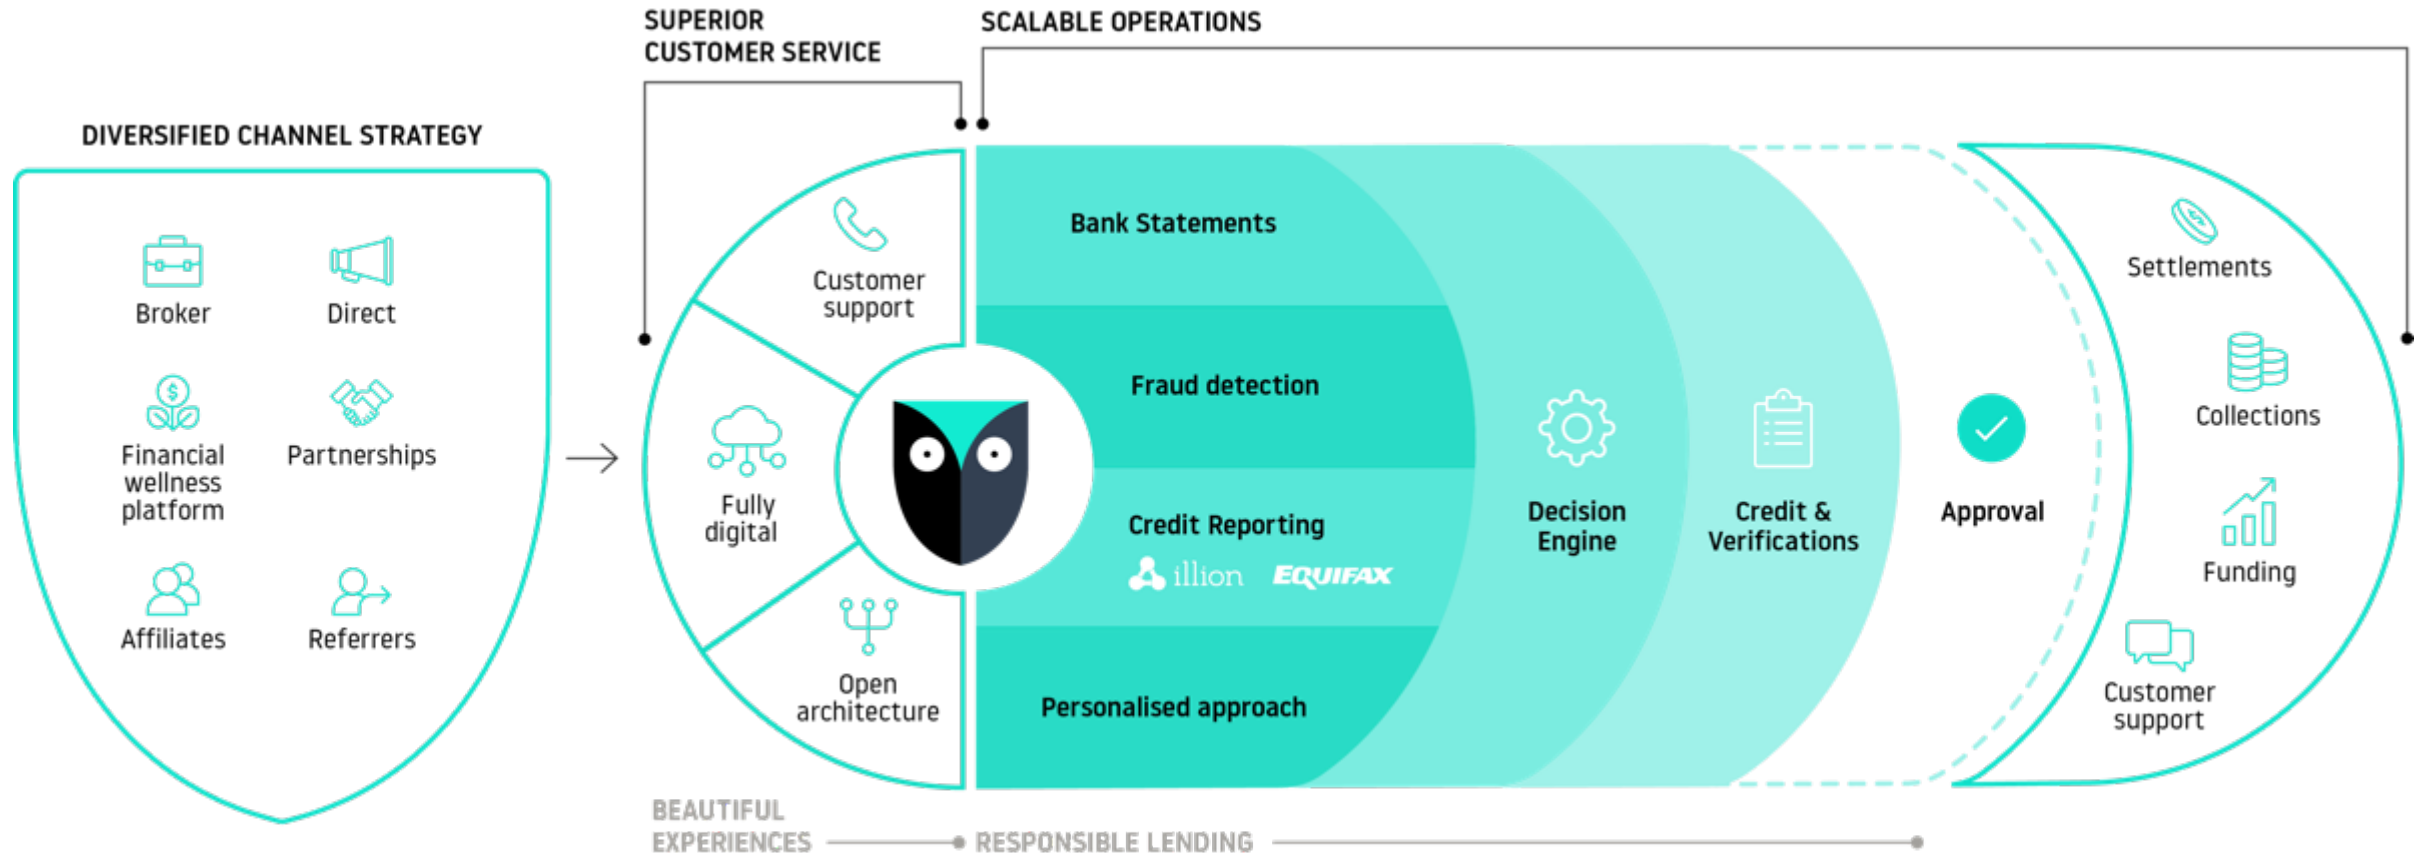 SUPERIOR
CUSTOMER SERVICE
SCALABLE OPERATIONS
DIVERSIFIED CHANNEL STRATEGY
Broker
Direct
Financial
wellness
platform
Partnerships
Affiliates
Referrers
Customer
support
Fully
digital
Open
architecture
Bank Statements
Fraud detection
Credit Reporting
illion EQUIFAX
Personalised approach
Decision
Engine
Credit &
Verifications
Approval
Settlements
Collections
Funding
Customer
support
BEAUTIFUL
EXPERIENCES
RESPONSIBLE LENDING